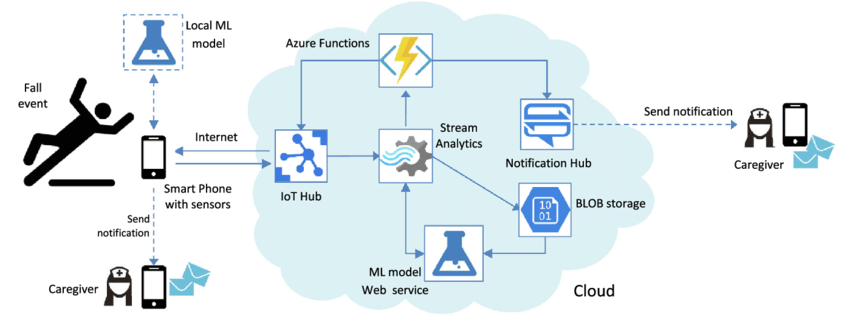 Local ML
model
Fall
event
Azure Functions
Internet
Smart Phone
with sensors
IoT Hub
Stream
Analytics
Notification Hub
Send notification
Caregiver
10
01
BLOB storage
ML model
Web service
Send
notification
Caregiver
Cloud